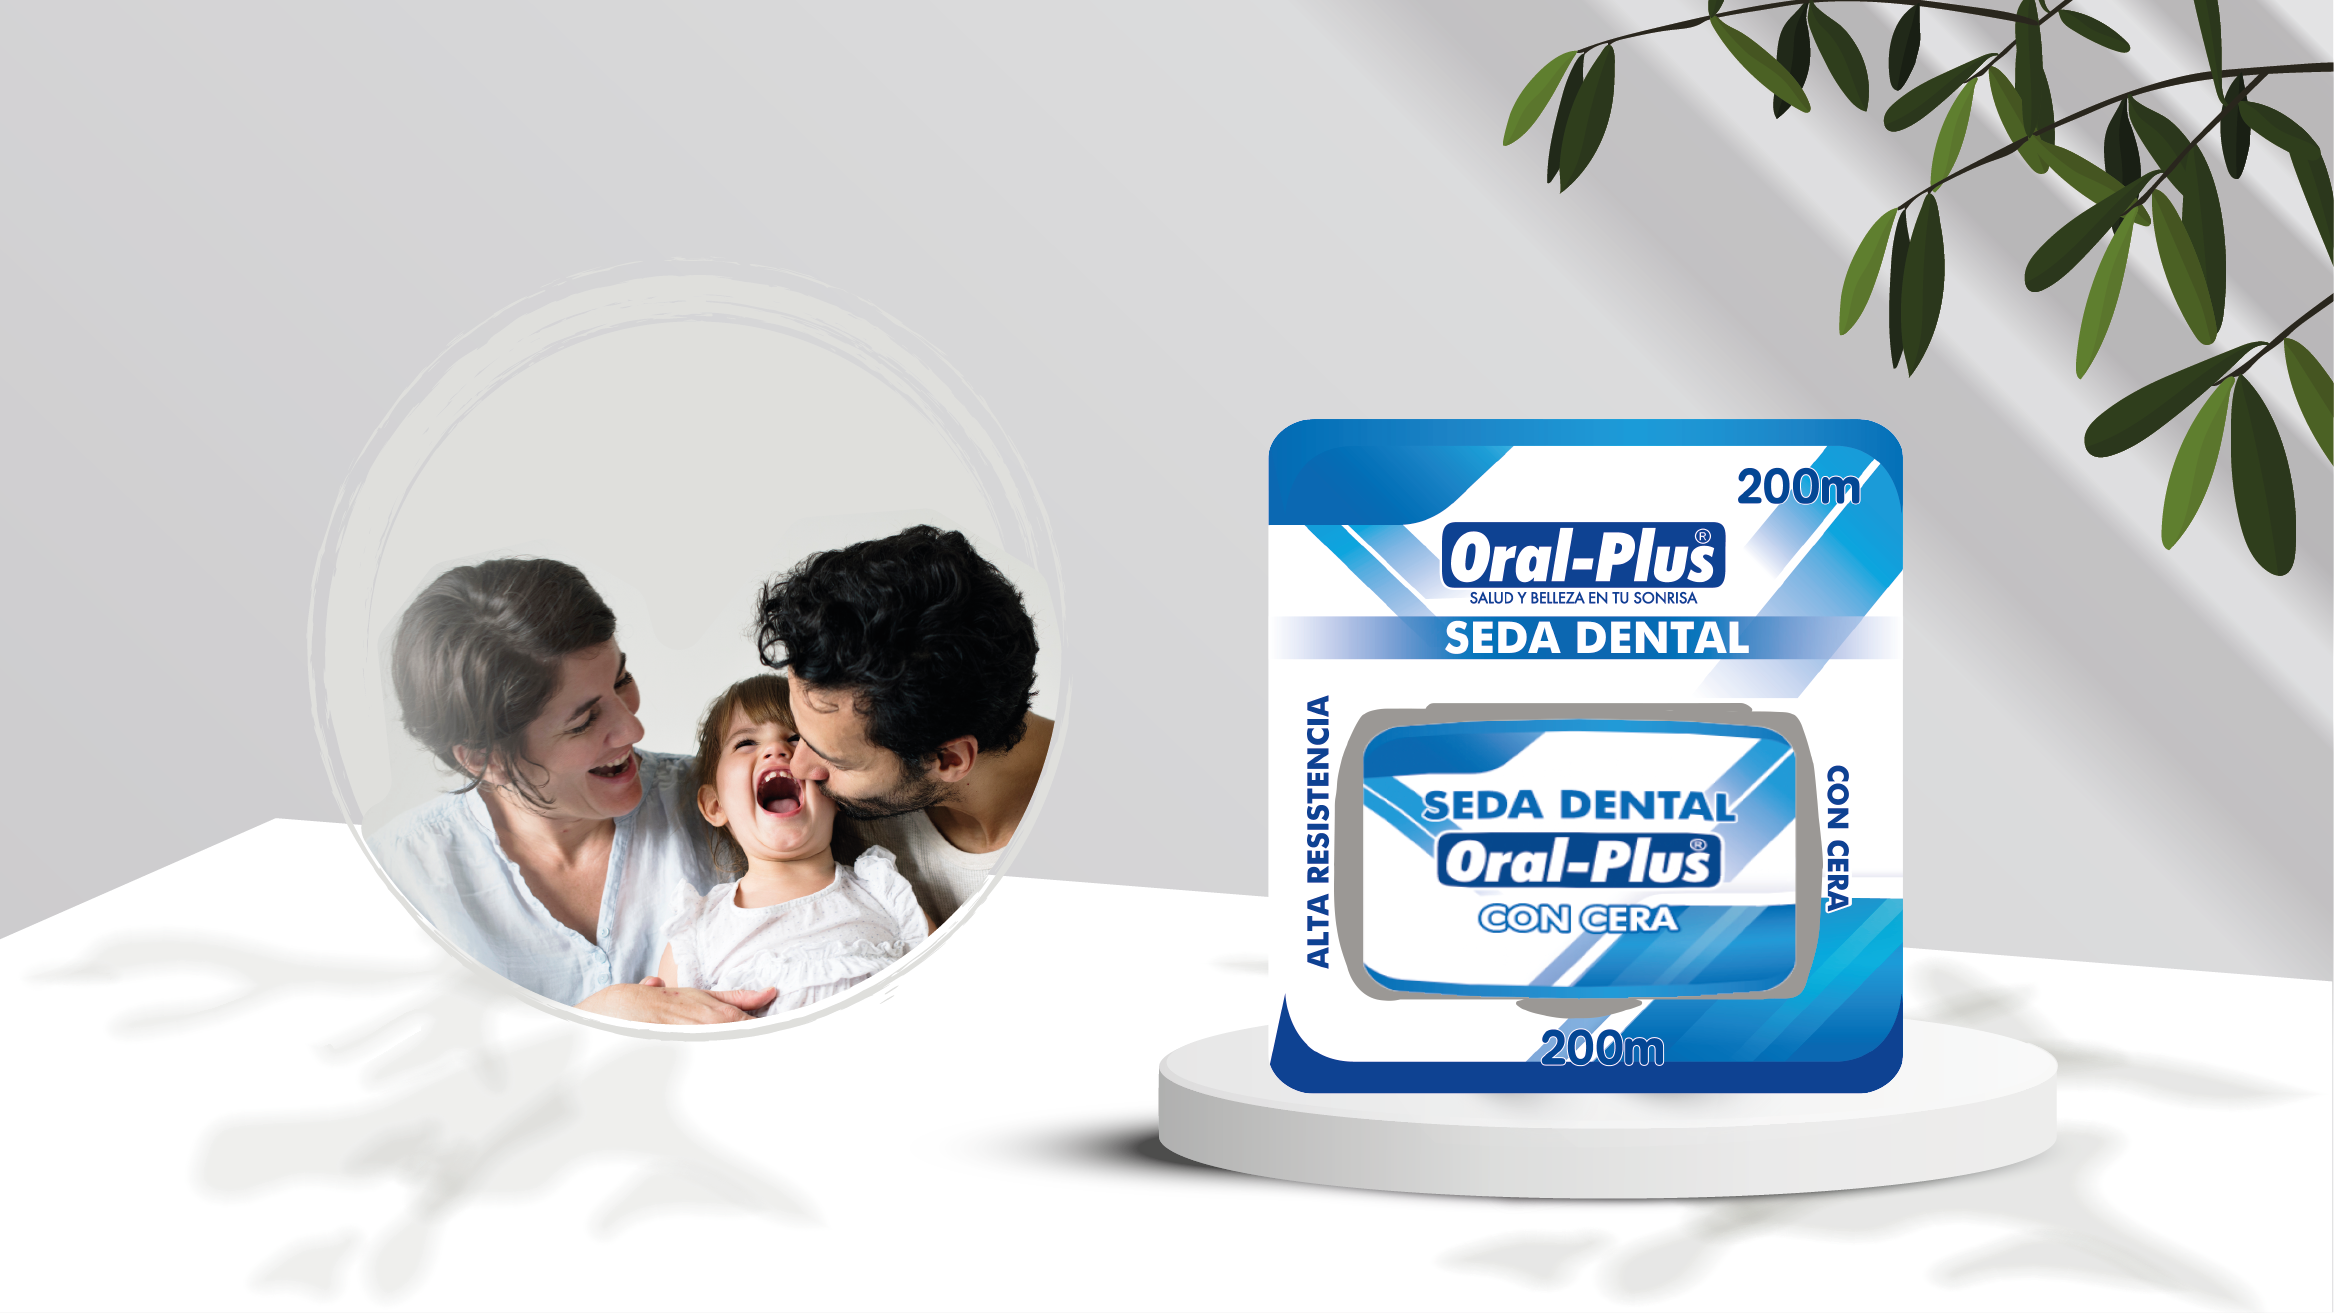 200m
Oral-Plus®
SALUD Y BELLEZA EN TU SONRISA
SEDA DENTAL
ALTA RESISTENCIA
SEDA DENTAL
Oral-Plus®
CON CERA
CON CERA
200m